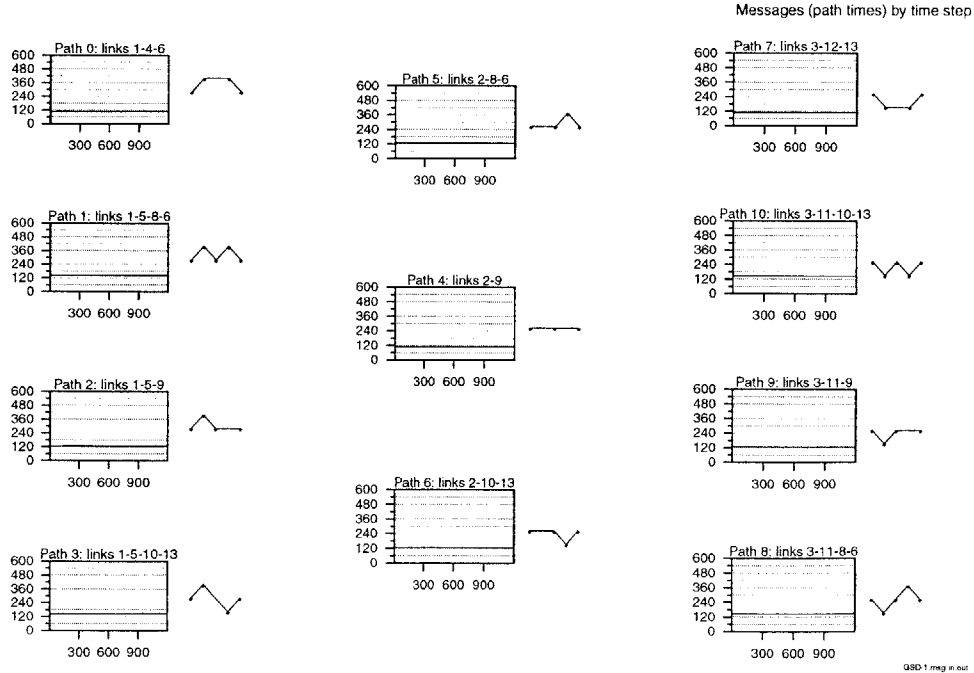 Messages (path times) by time step
Path 0: links 1-4-6
600
480
360
240
120
0
300 600 900
Path 1: links 1-5-8-6
600
480
360
240
120
0
300 600 900
Path 2: links 1-5-9
600
480
360
240
120
0
300 600 900
Path 3: links 1-5-10-13
600
480
360
240
120
0
300 600 900
Path 5: links 2-8-6
600
480
360
240
120
0
300 600 900
Path 4: links 2-9
600
480
360
240
120
0
300 600 900
Path 6: links 2-10-13
600
480
360
240
120
0
300 600 900
Path 7: links 3-12-13
600
480
360
240
120
0
300 600 900
Path 10: links 3-11-10-13
600
480
360
240
120
0
300 600 900
Path 9: links 3-11-9
600
480
360
240
120
0
300 600 900
Path 8: links 3-11-8-6
600
480
360
240
120
0
300 600 900
GSD-1.msg.in.out